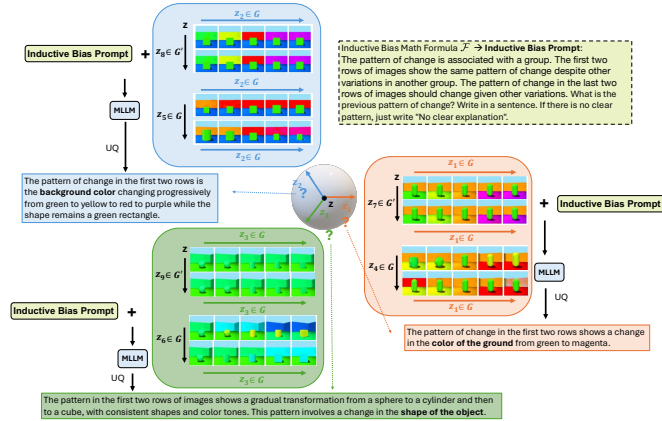 z₂ ∈ G
z
Inductive Bias Prompt
+
z₈ ∈ G'
MLLM
z₅ ∈ G
UQ
z₂ ∈ G
Inductive Bias Math Formula ℱ → Inductive Bias Prompt:
The pattern of change is associated with a group. The first two
rows of images show the same pattern of change despite other
variations in another group. The pattern of change in the last two
rows of images should change given other variations. What is the
previous pattern of change? Write in a sentence. If there is no clear
pattern, just write "No clear explanation".
The pattern of change in the first two rows is
the background color changing progressively
from green to yellow to red to purple while the
shape remains a green rectangle.
z₂
?
z
?
z₃
?
z₁ ∈ G
z
z₇ ∈ G'
+
Inductive Bias Prompt
z₁ ∈ G
z₄ ∈ G
MLLM
UQ
z₁ ∈ G
The pattern of change in the first two rows shows a change
in the color of the ground from green to magenta.
z₃ ∈ G
z
z₉ ∈ G'
z₃ ∈ G
Inductive Bias Prompt
+
z₆ ∈ G
MLLM
UQ
z₃ ∈ G
The pattern in the first two rows of images shows a gradual transformation from a sphere to a cylinder and then
to a cube, with consistent shapes and color tones. This pattern involves a change in the shape of the object.